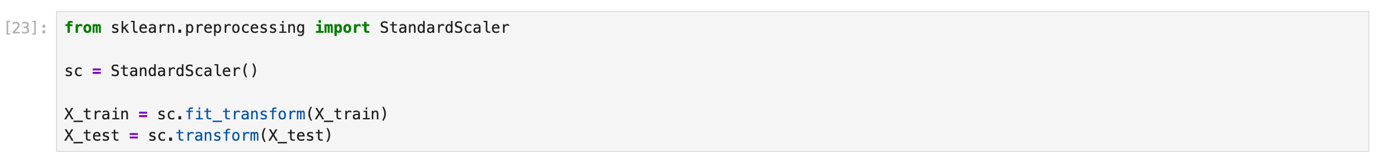 [23]: from sklearn.preprocessing import StandardScaler
sc = StandardScaler()
X_train = sc.fit_transform(X_train)
X_test = sc.transform(X_test)